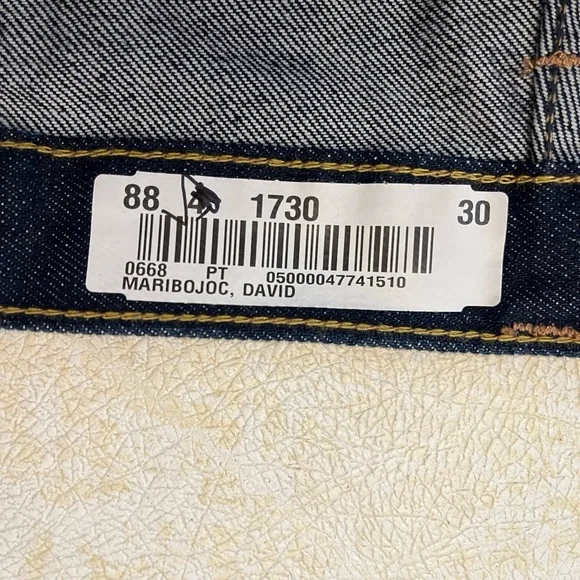 88 1730 30
0668 PT 05000047741510
MARIBOJOC, DAVID